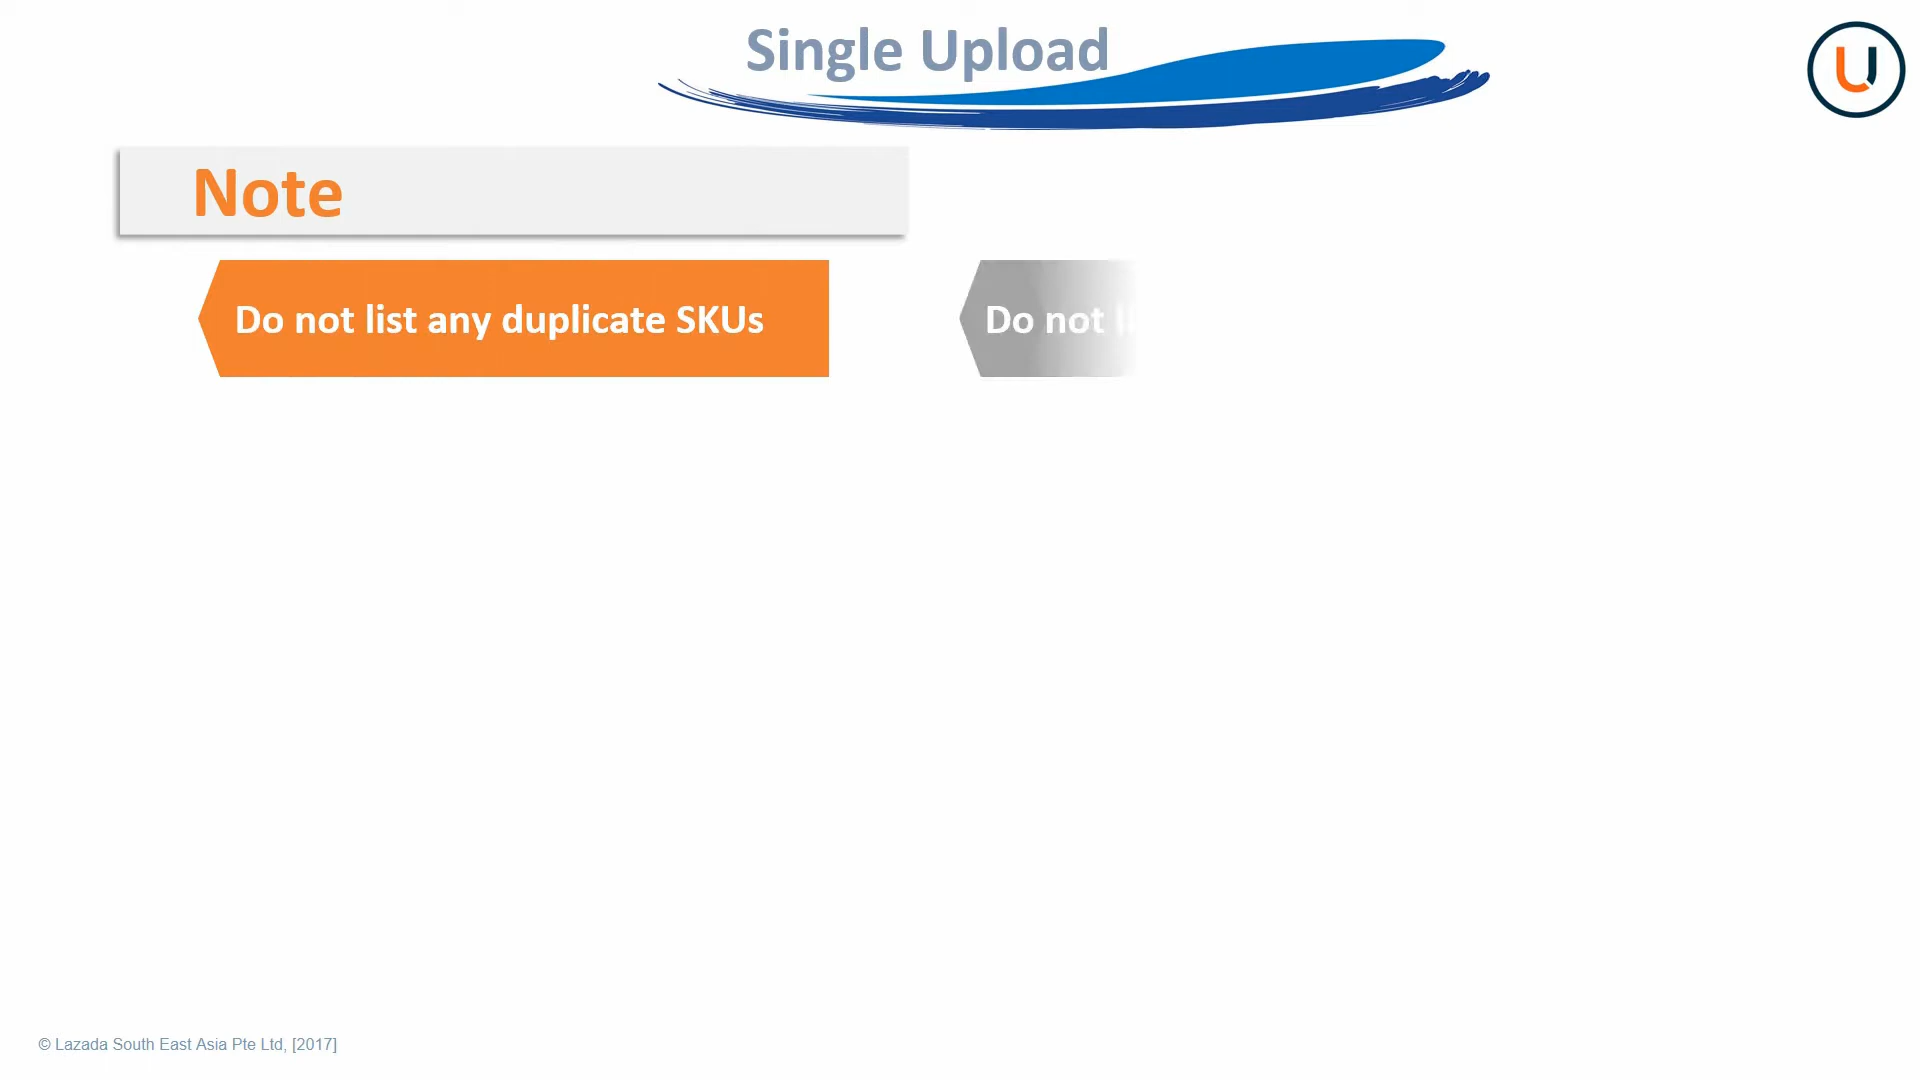 Single Upload
U
Note
Do not list any duplicate SKUs
Do not
© Lazada South East Asia Pte Ltd, [2017]